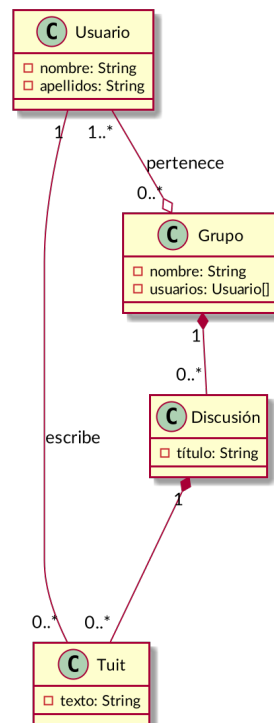 C Usuario
nombre: String
apellidos: String
1
1..*
pertenece
0..*
C Grupo
nombre: String
usuarios: Usuario[]
1
0..*
C Discusión
título: String
1
escribe
0..*
0..*
C Tuit
texto: String